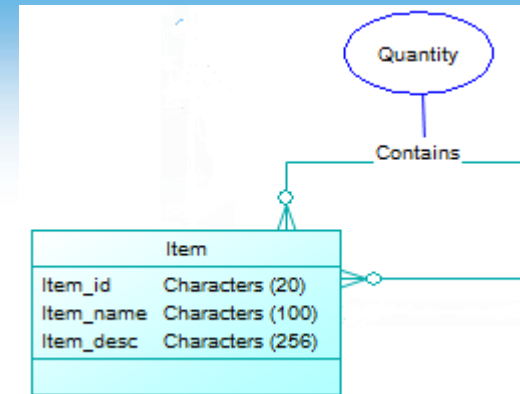 Quantity
Contains
Item
Item_id Characters (20)
Item_name Characters (100)
Item_desc Characters (256)